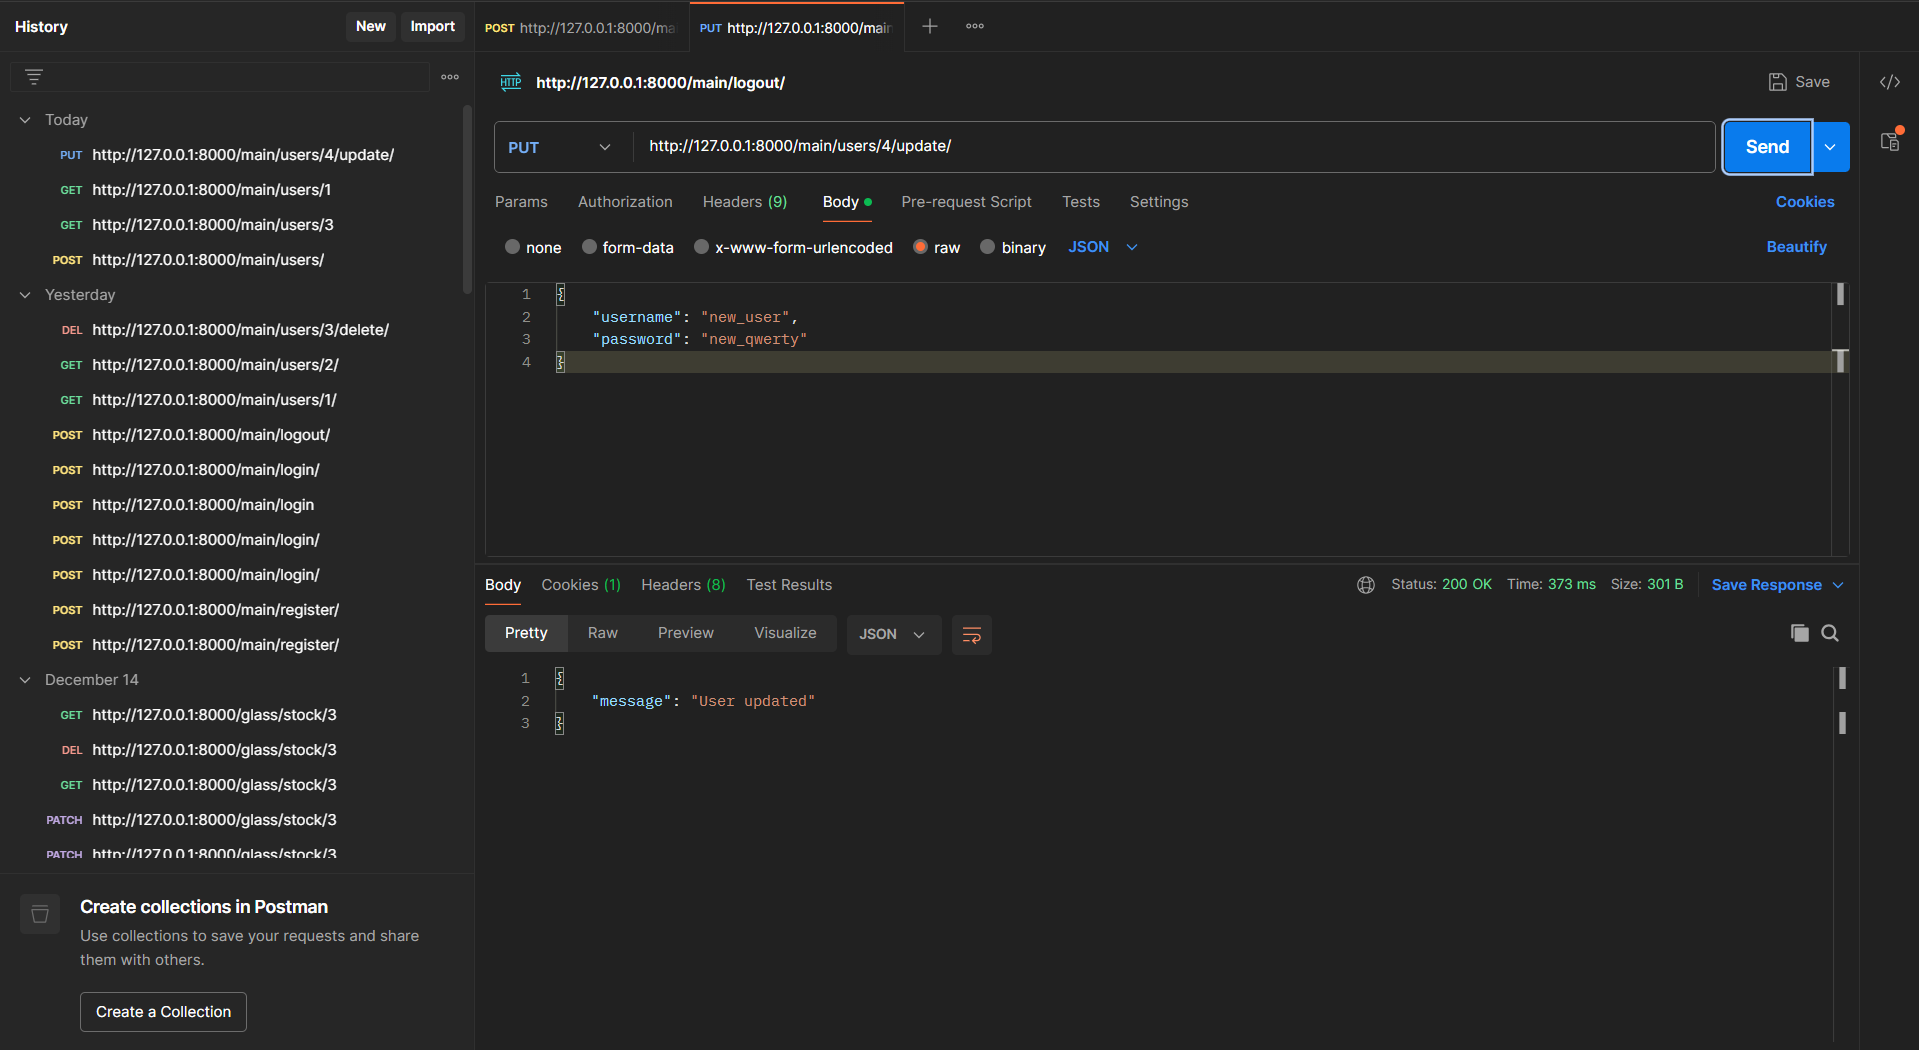 History
New
Import
Today
PUT http://127.0.0.1:8000/main/users/4/update/
GET http://127.0.0.1:8000/main/users/1
GET http://127.0.0.1:8000/main/users/3
POST http://127.0.0.1:8000/main/users/
Yesterday
DEL http://127.0.0.1:8000/main/users/3/delete/
GET http://127.0.0.1:8000/main/users/2/
GET http://127.0.0.1:8000/main/users/1/
POST http://127.0.0.1:8000/main/logout/
POST http://127.0.0.1:8000/main/login/
POST http://127.0.0.1:8000/main/login
POST http://127.0.0.1:8000/main/login/
POST http://127.0.0.1:8000/main/login/
POST http://127.0.0.1:8000/main/register/
POST http://127.0.0.1:8000/main/register/
December 14
GET http://127.0.0.1:8000/glass/stock/3
DEL http://127.0.0.1:8000/glass/stock/3
GET http://127.0.0.1:8000/glass/stock/3
PATCH http://127.0.0.1:8000/glass/stock/3
PATCH http://127.0.0.1:8000/glass/stock/3
Create collections in Postman
Use collections to save your requests and share
them with others.
Create a Collection
POST http://127.0.0.1:8000/ma
PUT http://127.0.0.1:8000/main
HTTP http://127.0.0.1:8000/main/logout/
Save
</>
PUT http://127.0.0.1:8000/main/users/4/update/
Send
Params Authorization Headers (9) Body Pre-request Script Tests Settings Cookies
none form-data x-www-form-urlencoded raw binary JSON Beautify
1 {
2 "username": "new_user",
3 "password": "new_qwerty"
4 }
Body Cookies (1) Headers (8) Test Results Status: 200 OK Time: 373 ms Size: 301 B Save Response
Pretty Raw Preview Visualize JSON
1 {
2 "message": "User updated"
3 }